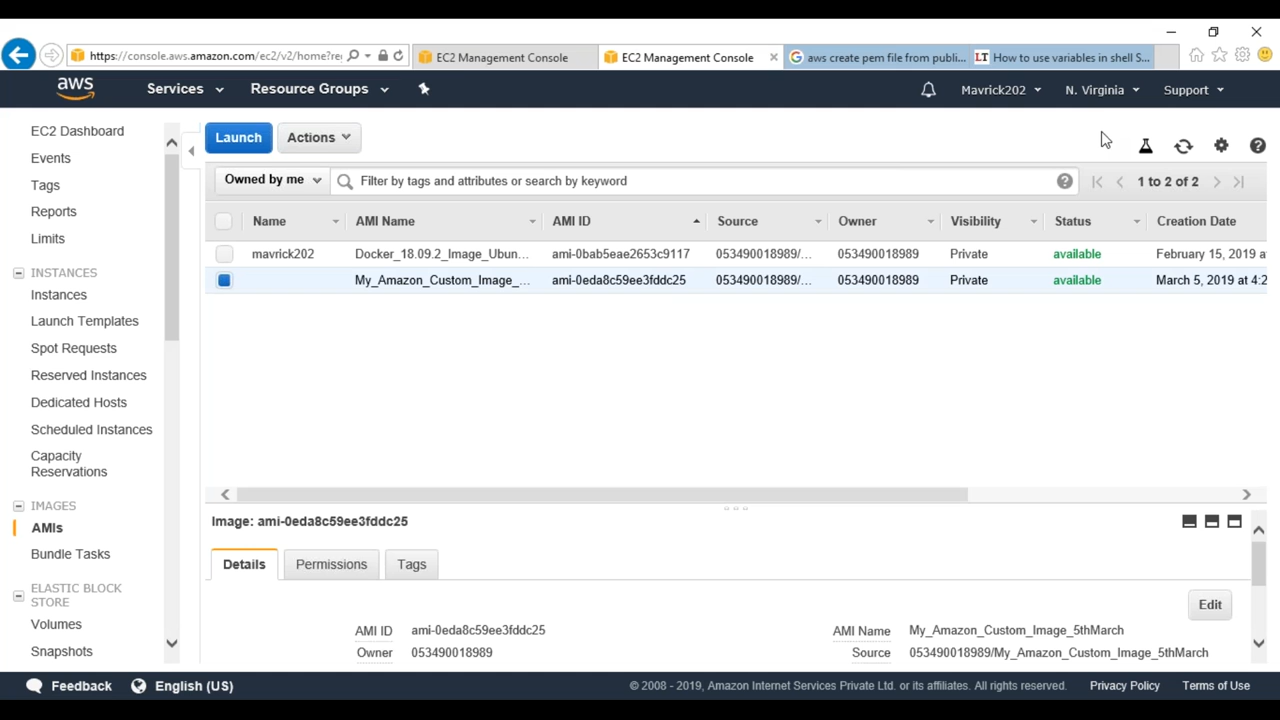 https://console.aws.amazon.com/ec2/v2/home?re
EC2 Management Console
EC2 Management Console
aws create pem file from publi...
LT How to use variables in shell S...
aws
Services
Resource Groups
Mavrick202
N. Virginia
Support
EC2 Dashboard
Events
Tags
Reports
Limits
INSTANCES
Instances
Launch Templates
Spot Requests
Reserved Instances
Dedicated Hosts
Scheduled Instances
Capacity
Reservations
IMAGES
AMIs
Bundle Tasks
ELASTIC BLOCK
STORE
Volumes
Snapshots
Launch
Actions
Owned by me
Filter by tags and attributes or search by keyword
1 to 2 of 2
Name AMI Name AMI ID Source Owner Visibility Status Creation Date
mavrick202 Docker_18.09.2_Image_Ubun... ami-0bab5eae2653c9117 053490018989/... 053490018989 Private available February 15, 2019 a
My_Amazon_Custom_Image_... ami-0eda8c59ee3fddc25 053490018989/... 053490018989 Private available March 5, 2019 at 4:2
Image: ami-0eda8c59ee3fddc25
Details
Permissions
Tags
Edit
AMI ID ami-0eda8c59ee3fddc25
AMI Name My_Amazon_Custom_Image_5thMarch
Owner 053490018989
Source 053490018989/My_Amazon_Custom_Image_5thMarch
Feedback
English (US)
© 2008 - 2019, Amazon Internet Services Private Ltd. or its affiliates. All rights reserved.
Privacy Policy
Terms of Use